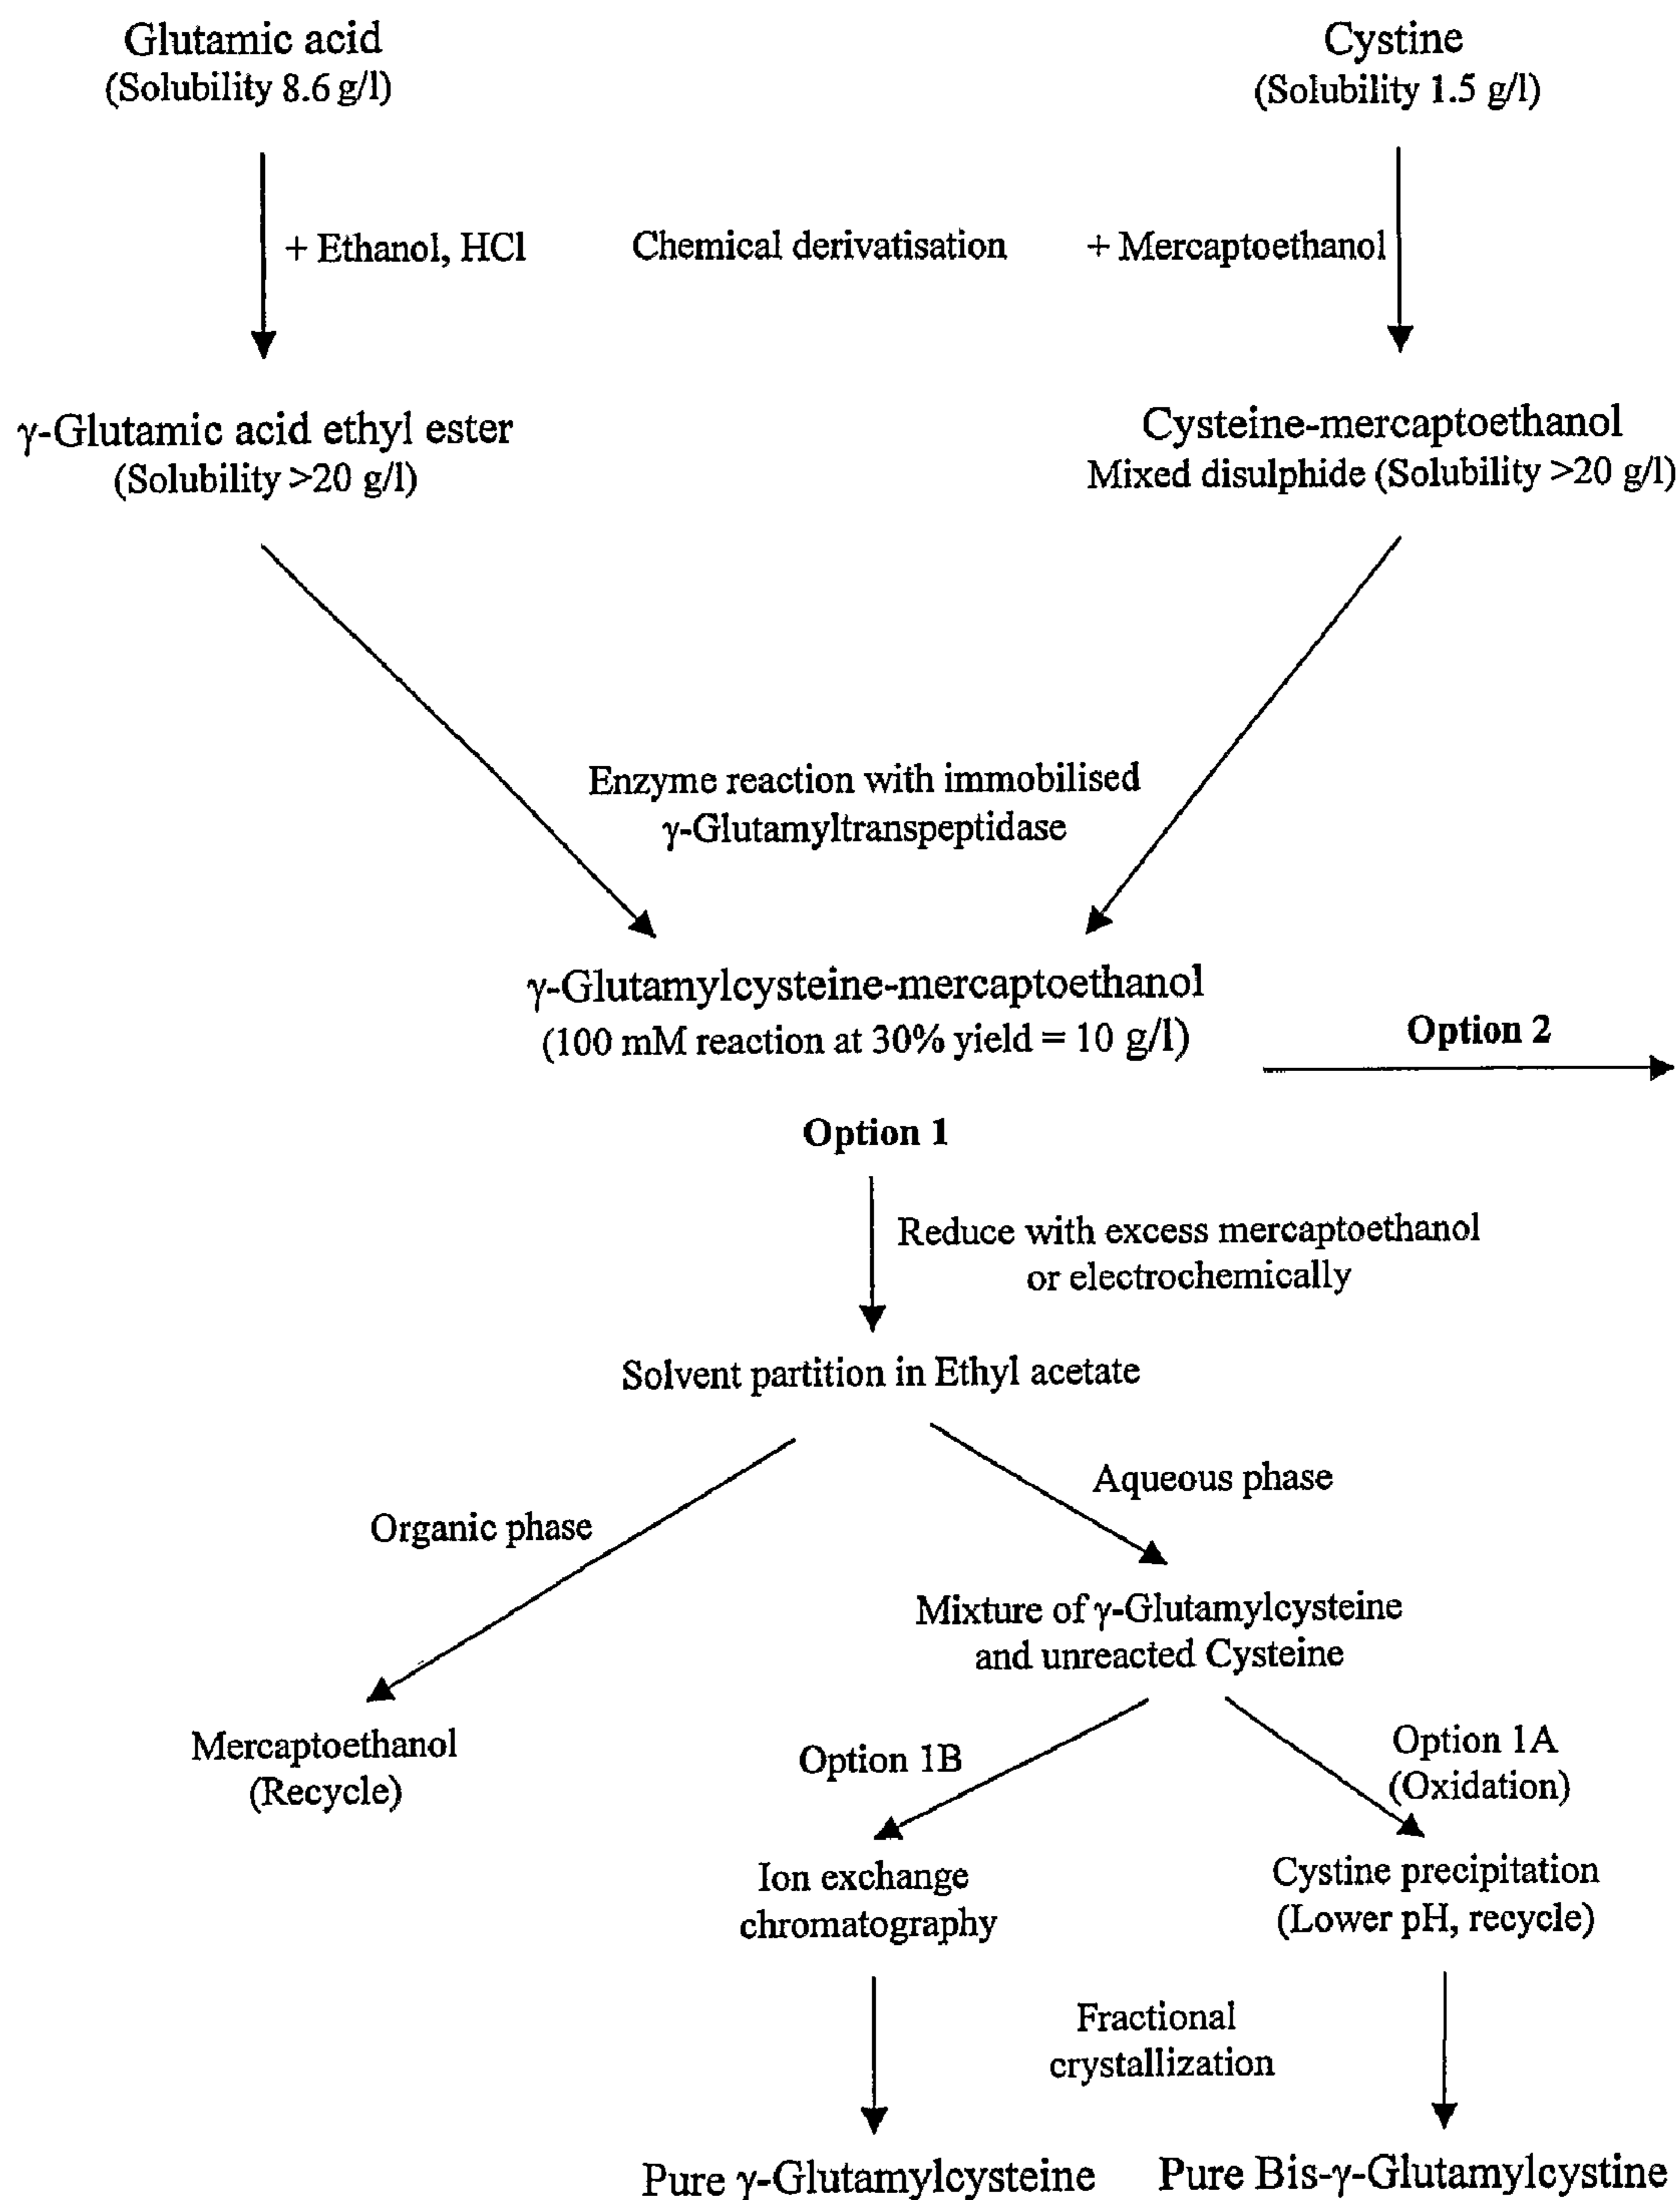 Glutamic acid
(Solubility 8.6 g/l)
Cystine
(Solubility 1.5 g/l)
+ Ethanol, HCl
Chemical derivatisation
+ Mercaptoethanol
γ-Glutamic acid ethyl ester
(Solubility >20 g/l)
Cysteine-mercaptoethanol
Mixed disulphide (Solubility >20 g/l)
Enzyme reaction with immobilised
γ-Glutamyltranspeptidase
γ-Glutamylcysteine-mercaptoethanol
(100 mM reaction at 30% yield = 10 g/l)
Option 2
Option 1
Reduce with excess mercaptoethanol
or electrochemically
Solvent partition in Ethyl acetate
Organic phase
Aqueous phase
Mixture of γ-Glutamylcysteine
and unreacted Cysteine
Mercaptoethanol
(Recycle)
Option 1B
Option 1A
(Oxidation)
Ion exchange
chromatography
Cystine precipitation
(Lower pH, recycle)
Fractional
crystallization
Pure γ-Glutamylcysteine
Pure Bis-γ-Glutamylcystine